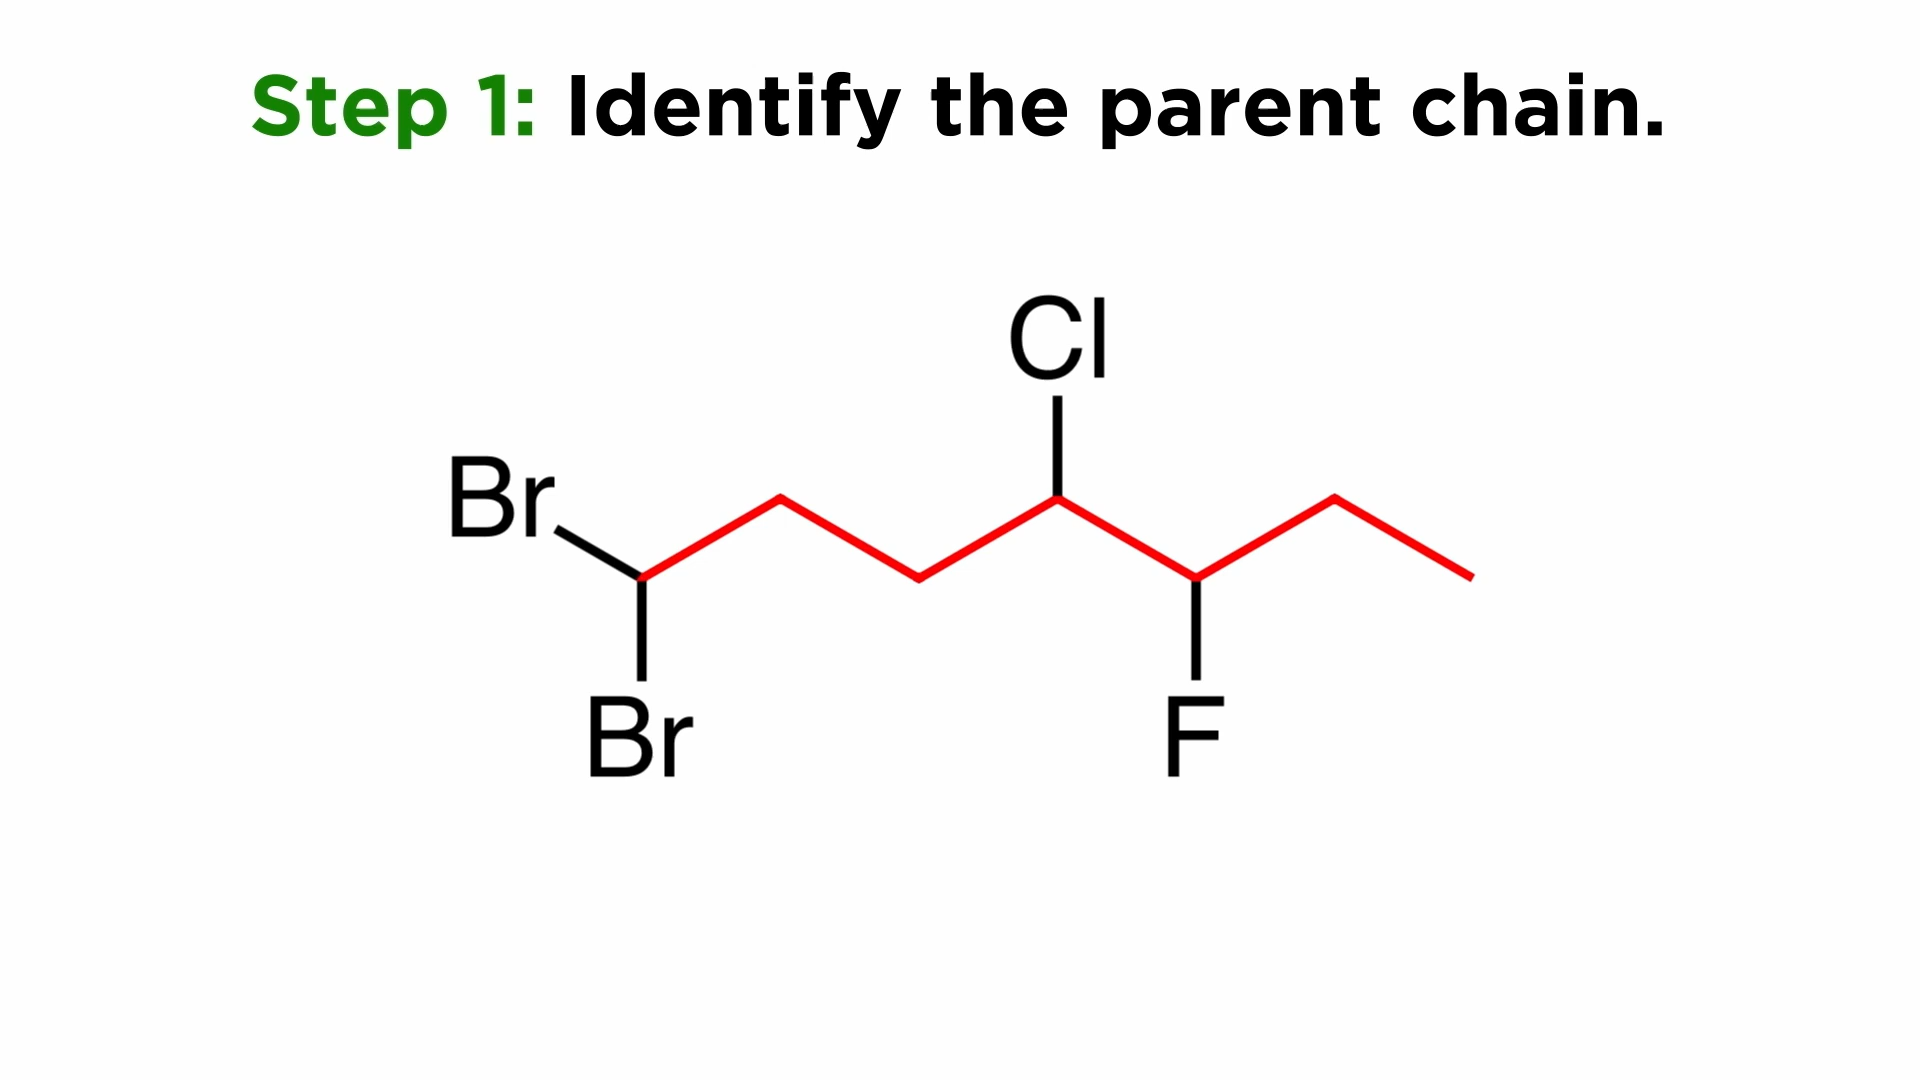 Step 1: Identify the parent chain.
Cl
Br
Br
F